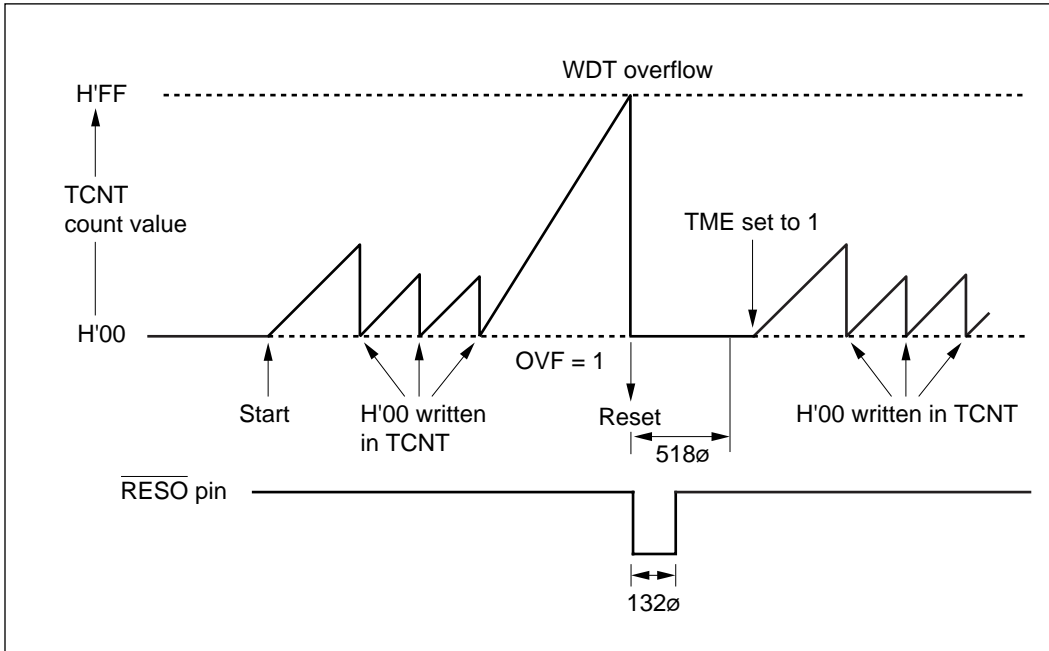 WDT overflow
H'FF
TCNT
count value
TME set to 1
H'00
OVF = 1
Start
H'00 written
in TCNT
Reset
H'00 written in TCNT
518ø
RESO pin
132ø